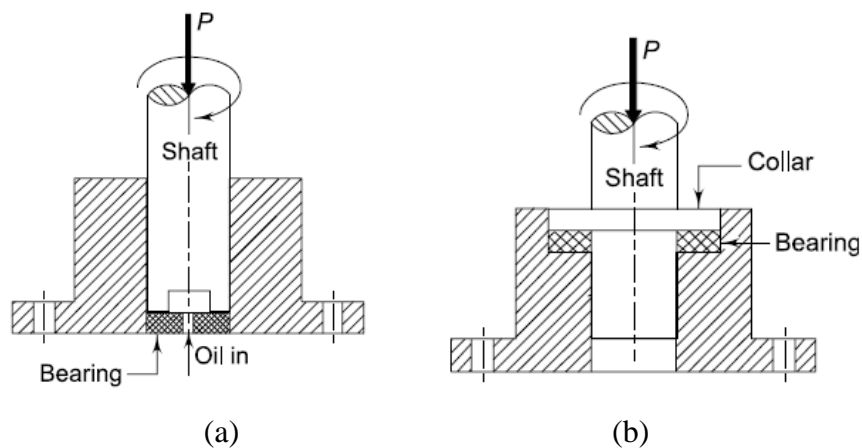 P
Shaft
Oil in
Bearing
(a)
P
Shaft
Collar
Bearing
(b)